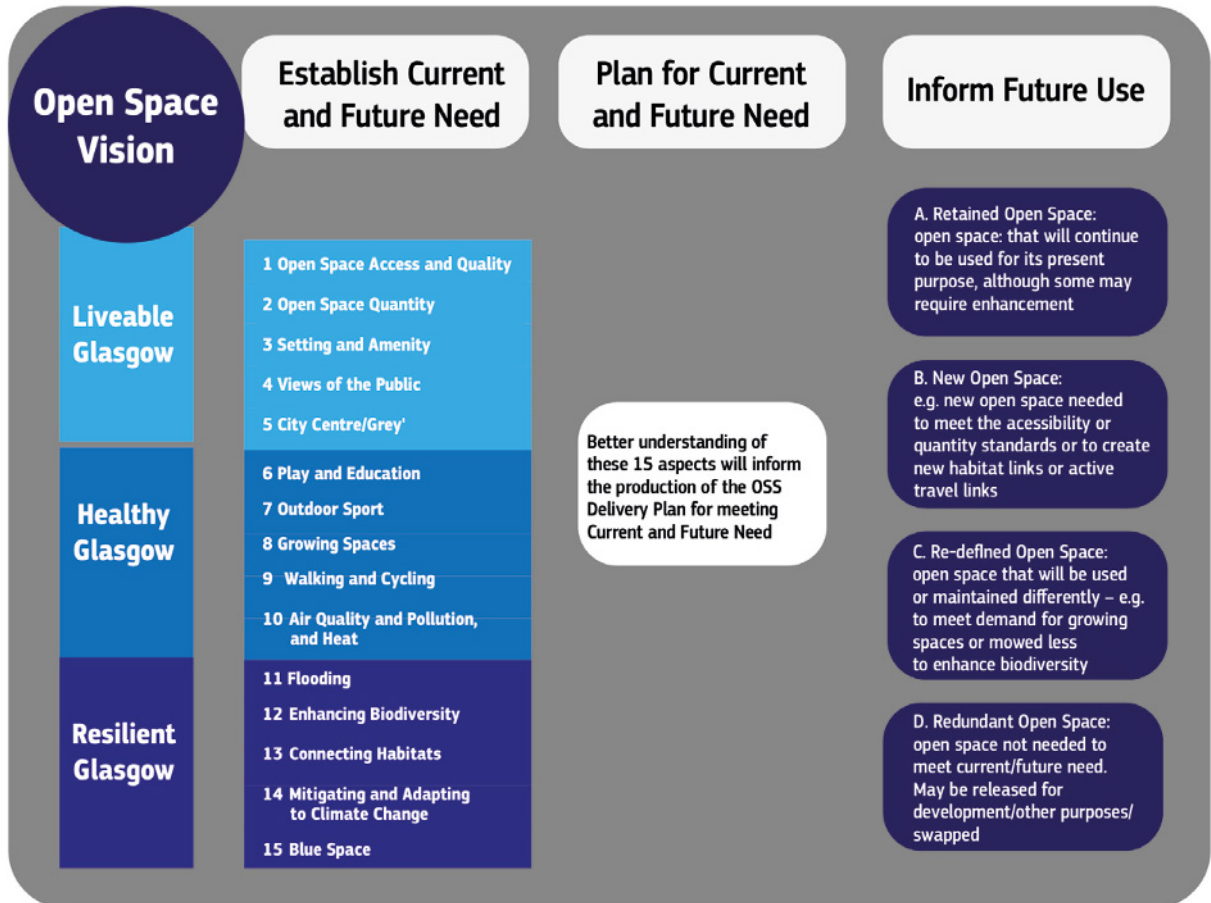 Open Space
Vision
Establish Current
and Future Need
Plan for Current
and Future Need
Inform Future Use
Liveable
Glasgow
1 Open Space Access and Quality
2 Open Space Quantity
3 Setting and Amenity
4 Views of the Public
5 City Centre/Grey'
Healthy
Glasgow
6 Play and Education
7 Outdoor Sport
8 Growing Spaces
9 Walking and Cycling
10 Air Quality and Pollution,
and Heat
Resilient
Glasgow
11 Flooding
12 Enhancing Biodiversity
13 Connecting Habitats
14 Mitigating and Adapting
to Climate Change
15 Blue Space
Better understanding of
these 15 aspects will inform
the production of the OSS
Delivery Plan for meeting
Current and Future Need
A. Retained Open Space:
open space: that will continue
to be used for its present
purpose, although some may
require enhancement
B. New Open Space:
e.g. new open space needed
to meet the acessibility or
quantity standards or to create
new habitat links or active
travel links
C. Re-defined Open Space:
open space that will be used
or maintained differently – e.g.
to meet demand for growing
spaces or mowed less
to enhance biodiversity
D. Redundant Open Space:
open space not needed to
meet current/future need.
May be released for
development/other purposes/
swapped